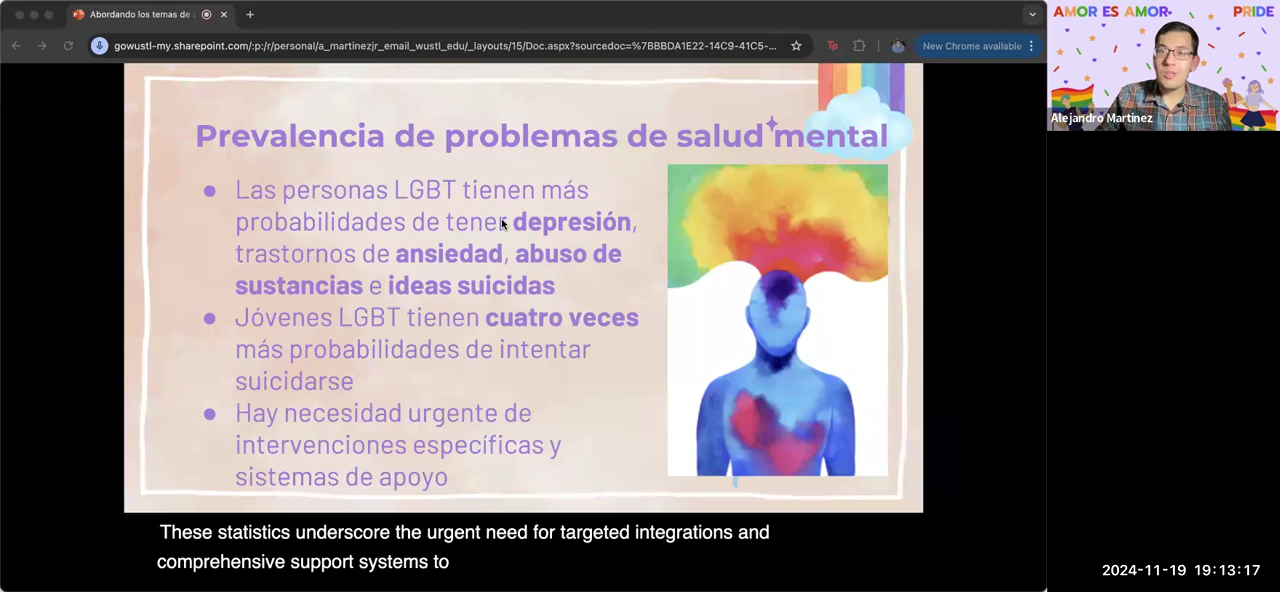 Abordando los temas de
gowustl-my.sharepoint.com/:p:/r/personal/a_martinezjr_email_wustl_edu/_layouts/15/Doc.aspx?sourcedoc=%7BBBDA1E22-14C9-41C5-...
Tp
New Chrome available
AMOR ES AMOR
PRIDE
Alejandro Martinez
Prevalencia de problemas de salud mental
● Las personas LGBT tienen más
probabilidades de tener depresión,
trastornos de ansiedad, abuso de
sustancias e ideas suicidas
● Jóvenes LGBT tienen cuatro veces
más probabilidades de intentar
suicidarse
● Hay necesidad urgente de
intervenciones específicas y
sistemas de apoyo
These statistics underscore the urgent need for targeted integrations and
comprehensive support systems to
2024-11-19 19:13:17